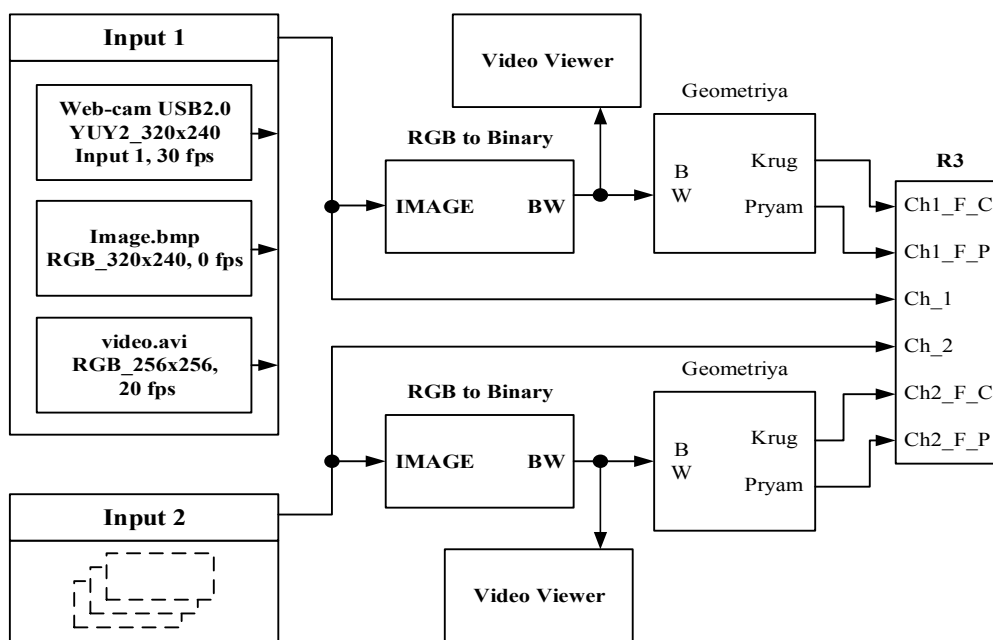 Input 1
Web-cam USB2.0
YUY2_320x240
Input 1, 30 fps
Image.bmp
RGB_320x240, 0 fps
video.avi
RGB_256x256,
20 fps
Video Viewer
RGB to Binary
IMAGE BW
Geometriya
B
W
Krug
Pryam
R3
Ch1_F_C
Ch1_F_P
Ch_1
Ch_2
Ch2_F_C
Ch2_F_P
RGB to Binary
IMAGE BW
Geometriya
B
W
Krug
Pryam
Input 2
Video Viewer